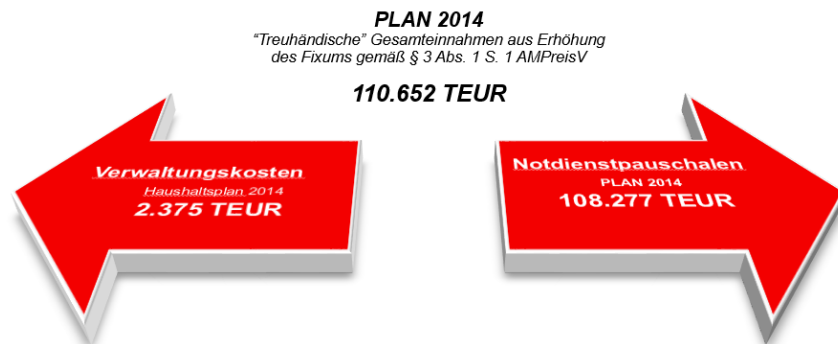 PLAN 2014
"Treuhändische" Gesamteinnahmen aus Erhöhung
des Fixums gemäß § 3 Abs. 1 S. 1 AMPreisV
110.652 TEUR
Verwaltungskosten
Haushaltsplan 2014
2.375 TEUR
Notdienstpauschalen
PLAN 2014
108.277 TEUR